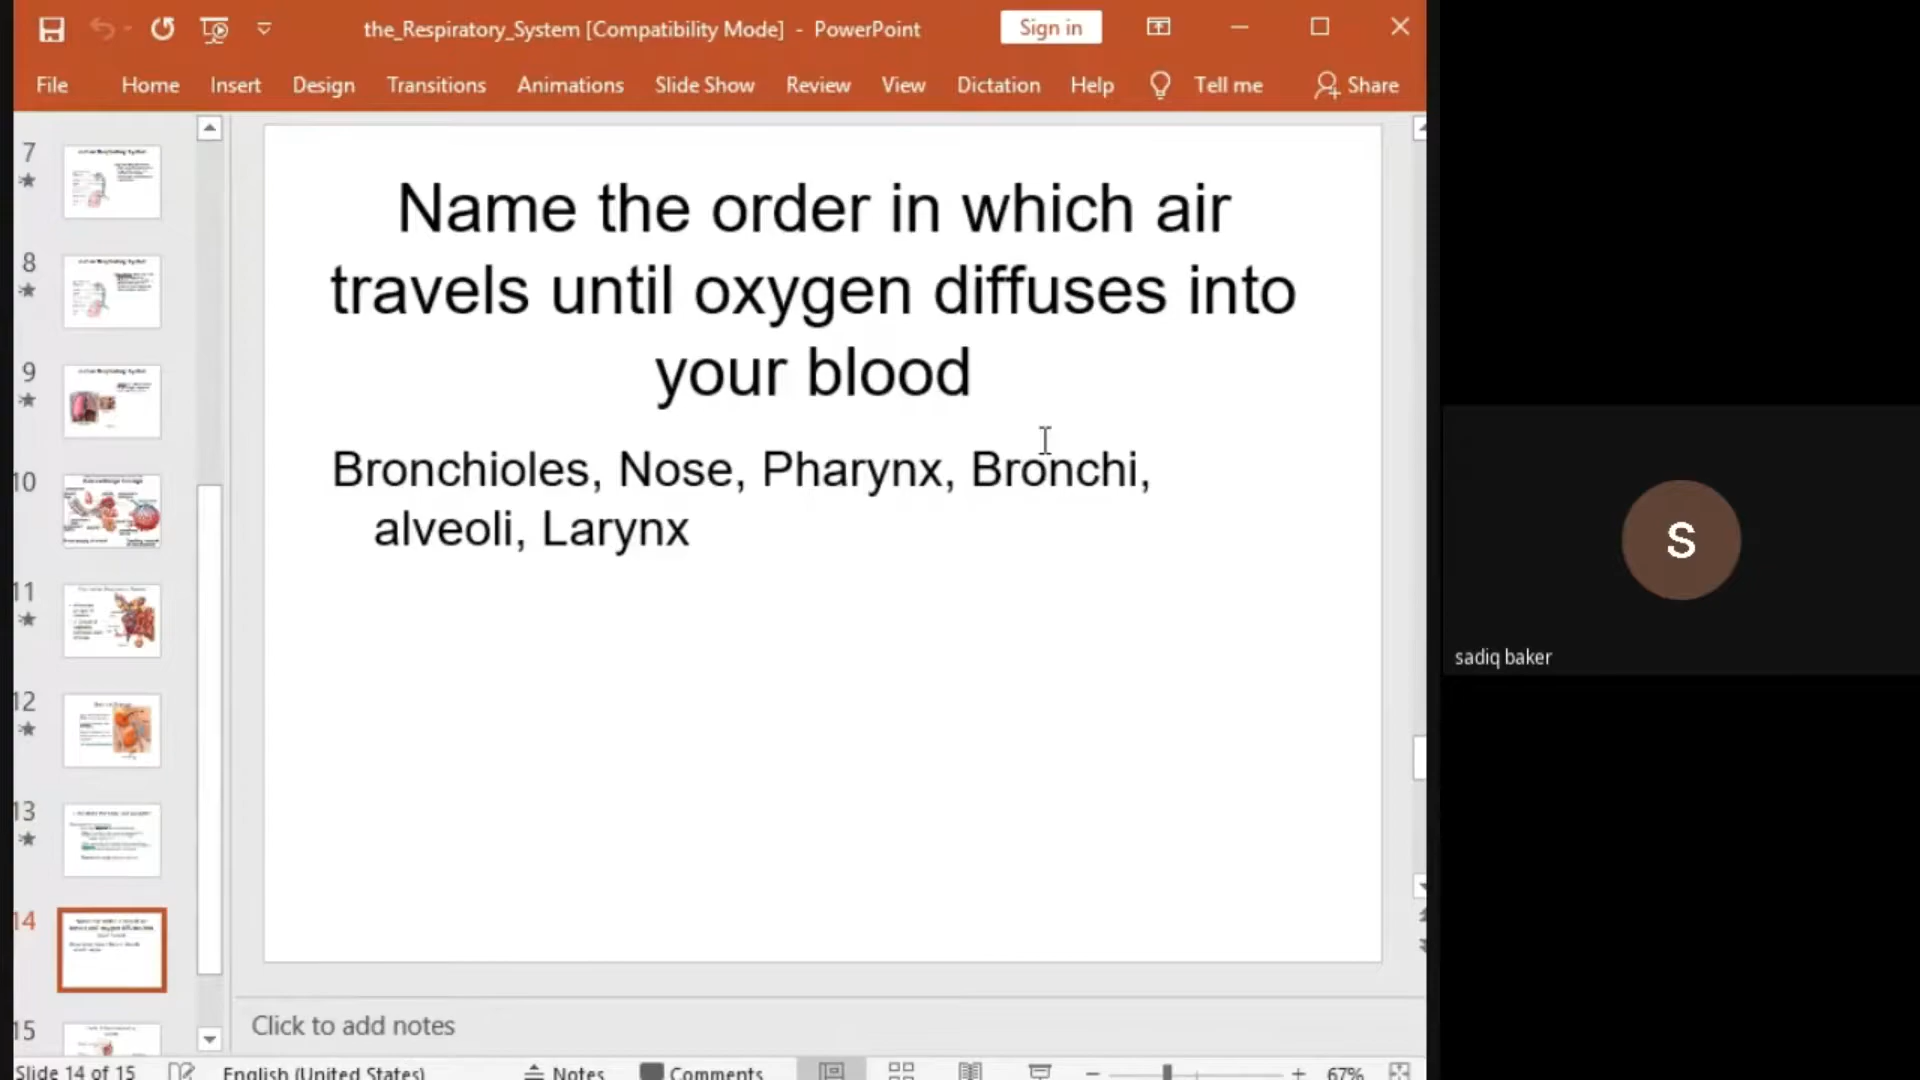 the_Respiratory_System [Compatibility Mode] - PowerPoint
Sign in
File Home Insert Design Transitions Animations Slide Show Review View Dictation Help Tell me Share
7
8
9
10
11
12
13
14
15
Name the order in which air
travels until oxygen diffuses into
your blood
Bronchioles, Nose, Pharynx, Bronchi,
alveoli, Larynx
S
sadiq baker
Click to add notes
Slide 14 of 15 English (United States) Notes Comments 67%